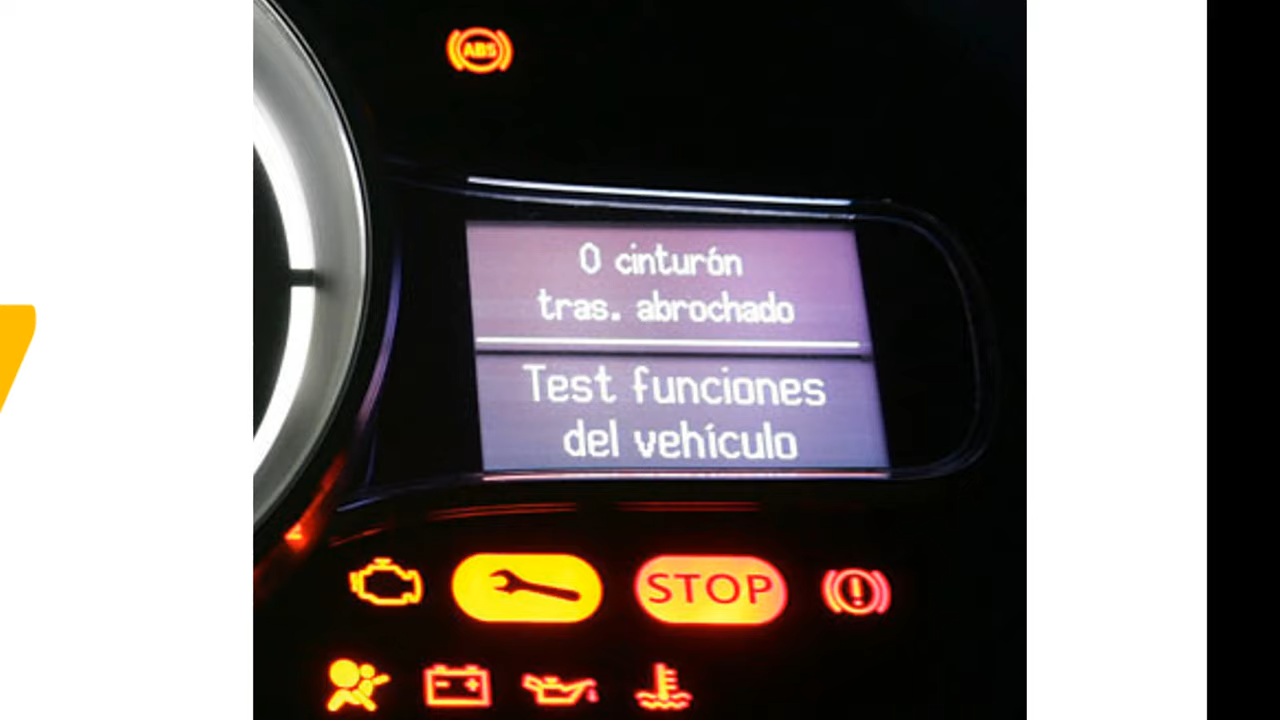 ABS
0 cinturón
tras. abrochado
Test funciones
del vehículo
STOP